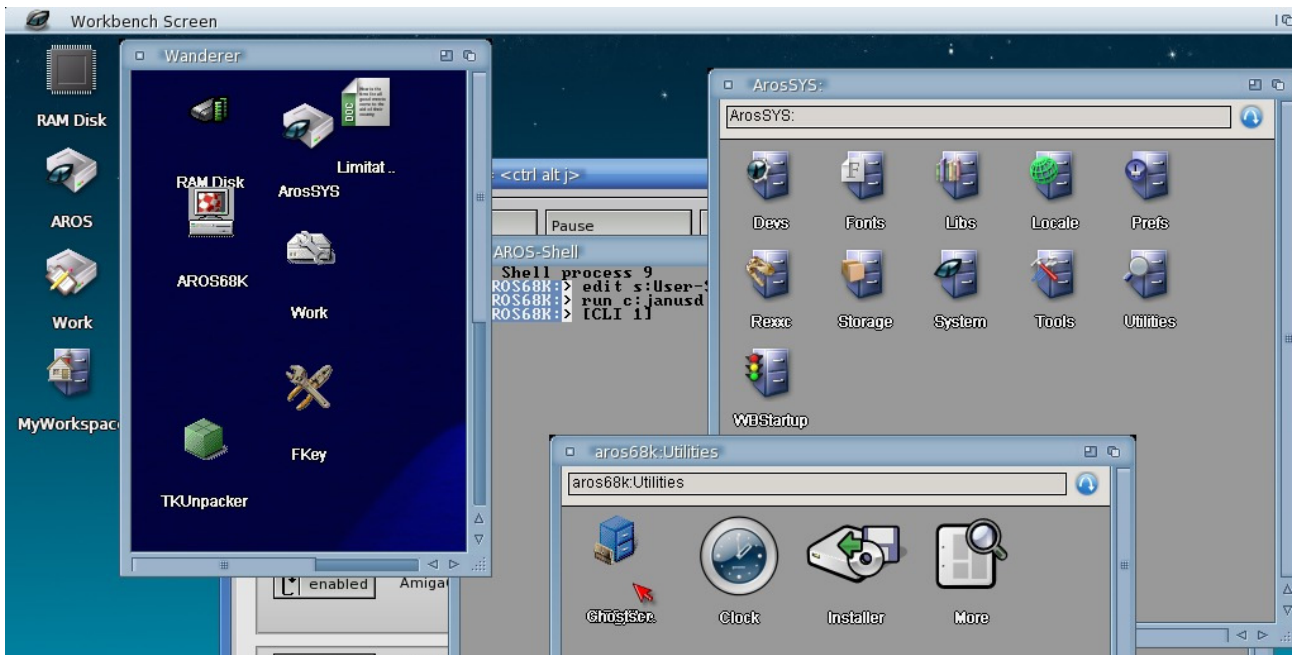 Workbench Screen
RAM Disk
AROS
Work
MyWorkspac
Wanderer
DOC
Limitat ..
RAM Disk
ArosSYS
AROS68K
Work
FKey
TKUnpacker
<ctrl alt j>
Pause
AROS-Shell
Shell process 9
ROS68K:> edit s:User-S
ROS68K:> run c:janusd
ROS68K:> [CLI 1]
enabled
Amiga
ArosSYS:
ArosSYS:
Devs
Fonts
Libs
Locale
Prefs
Rexxc
Storage
System
Tools
Utilities
WBStartup
aros68k:Utilities
aros68k:Utilities
Clock
Installer
More